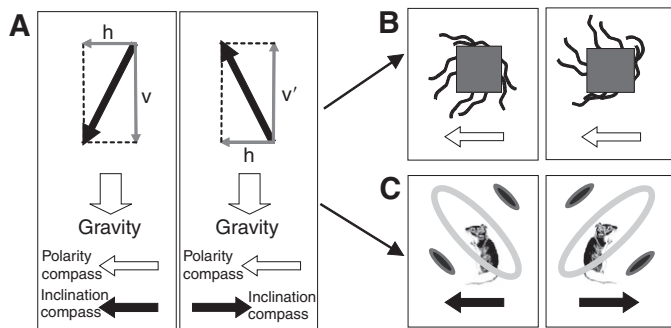 A
h
v
Gravity
Polarity
compass
Inclination
compass
h
v′
Gravity
Polarity
compass
Inclination
compass
B
C